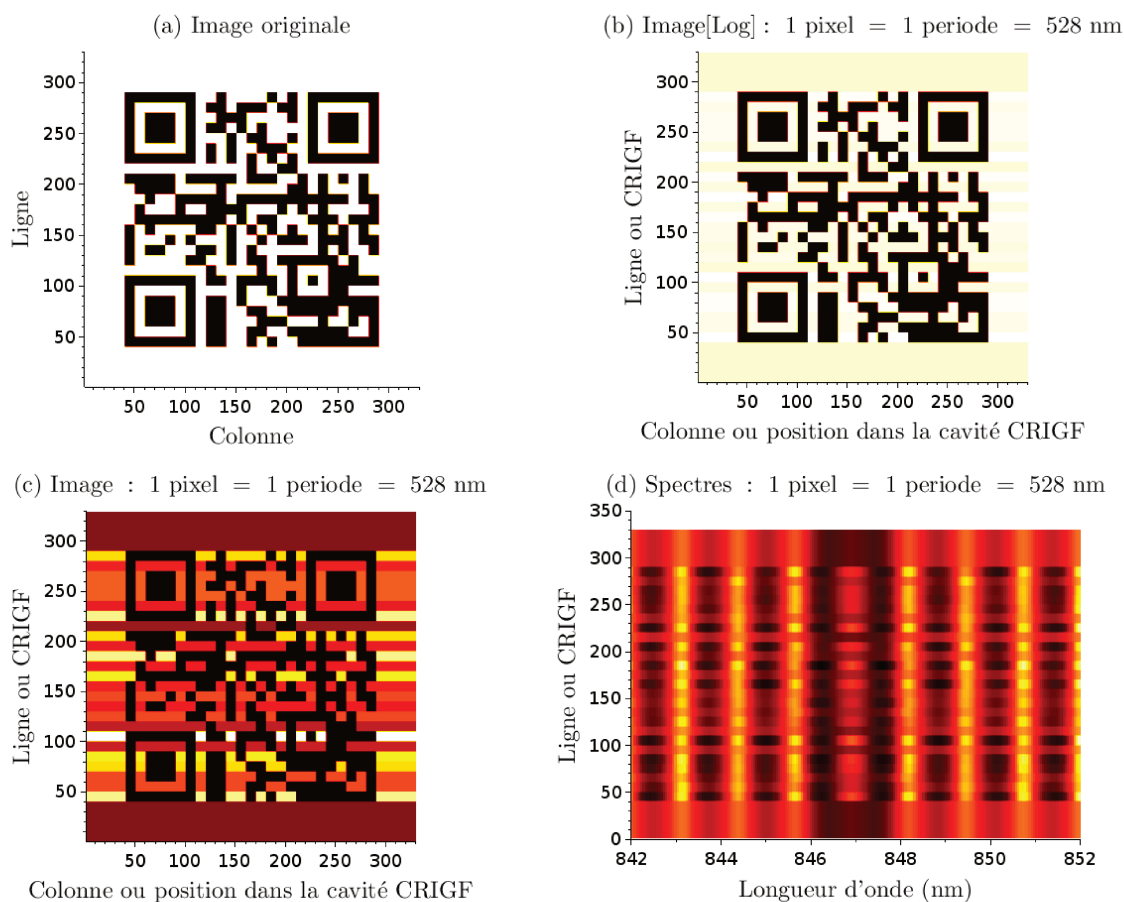 (a) Image originale
300
250
200
150
100
50
Ligne
50 100 150 200 250 300
Colonne
(b) Image[Log] : 1 pixel = 1 periode = 528 nm
300
250
200
150
100
50
Ligne ou CRIGF
50 100 150 200 250 300
Colonne ou position dans la cavité CRIGF
(c) Image : 1 pixel = 1 periode = 528 nm
300
250
200
150
100
50
Ligne ou CRIGF
50 100 150 200 250 300
Colonne ou position dans la cavité CRIGF
(d) Spectres : 1 pixel = 1 periode = 528 nm
350
300
250
200
150
100
50
0
Ligne ou CRIGF
842 844 846 848 850 852
Longueur d'onde (nm)